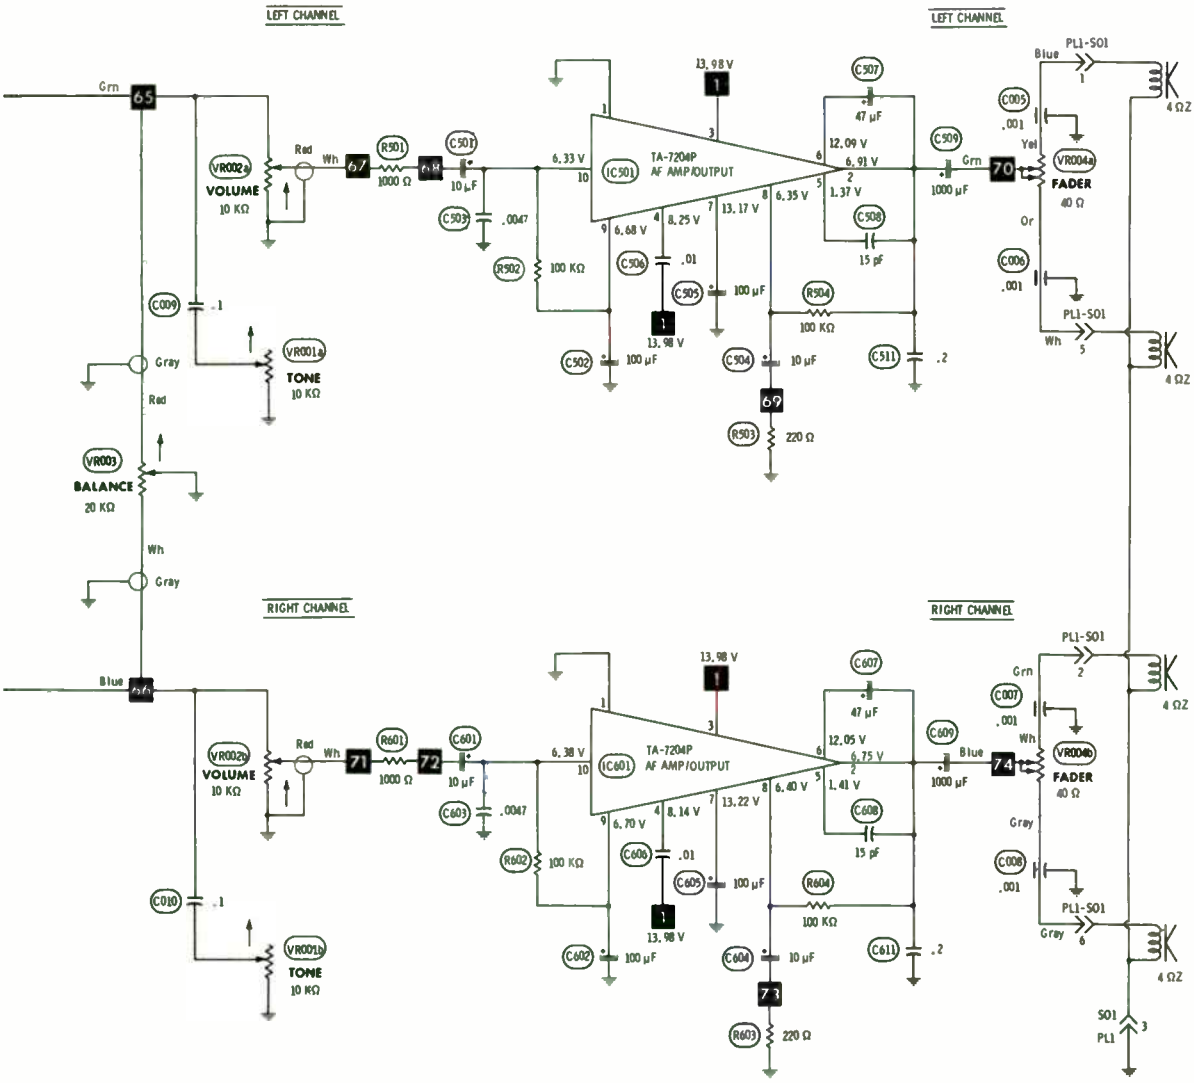 LEFT CHANNEL
LEFT CHANNEL
Grn
65
VR002a
VOLUME
10 KΩ
Red
Wh
67
R501
1000 Ω
68
C501
10 µF
C503
.0047
R502
100 KΩ
13.98 V
1
1
3
6.33 V
10
IC501
TA-7204P
AF AMP/OUTPUT
6
12.09 V
6.91 V
2
5
1.37 V
8
6.35 V
7
13.17 V
4
8.25 V
9
6.68 V
C507
47 µF
C508
15 pF
C506
.01
C505
100 µF
1
13.98 V
C502
100 µF
R504
100 KΩ
C504
10 µF
69
R503
220 Ω
C511
.2
C509
1000 µF
Grn
70
Blue
PL1-SO1
1
4 ΩZ
C005
.001
Yel
VR004a
FADER
40 Ω
Or
C006
.001
PL1-SO1
Wh
5
4 ΩZ
C009
.1
VR001a
TONE
10 KΩ
Gray
Red
VR003
BALANCE
20 KΩ
Wh
Gray
RIGHT CHANNEL
RIGHT CHANNEL
Blue
66
VR002b
VOLUME
10 KΩ
Red
Wh
71
R601
1000 Ω
72
C601
10 µF
C603
.0047
R602
100 KΩ
13.98 V
1
1
3
6.38 V
10
IC601
TA-7204P
AF AMP/OUTPUT
6
12.05 V
6.75 V
2
5
1.41 V
8
6.40 V
7
13.22 V
4
8.14 V
9
6.70 V
C607
47 µF
C608
15 pF
C606
.01
C605
100 µF
1
13.98 V
C602
100 µF
R604
100 KΩ
C604
10 µF
73
R603
220 Ω
C611
.2
C609
1000 µF
Blue
74
PL1-SO1
Grn
2
4 ΩZ
C007
.001
Wh
VR004b
FADER
40 Ω
Gray
C008
.001
PL1-SO1
Gray
6
4 ΩZ
C010
.1
VR001b
TONE
10 KΩ
SO1
3
PL1